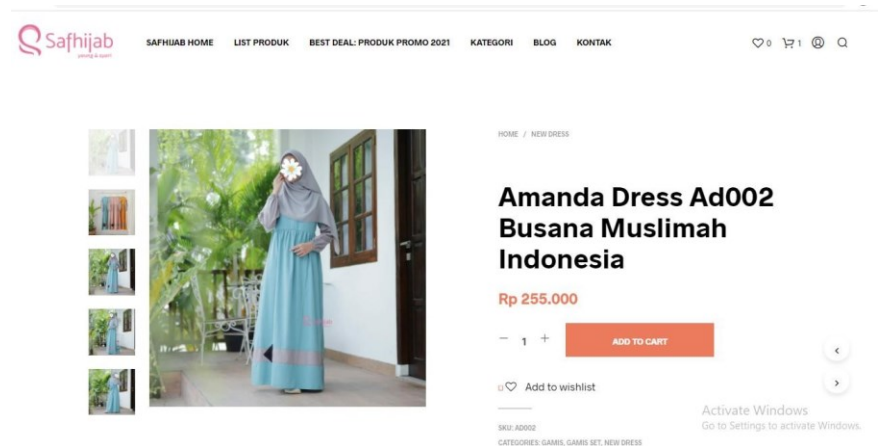 Safhijab
SAFHIJAB HOME LIST PRODUK BEST DEAL: PRODUK PROMO 2021 KATEGORI BLOG KONTAK
0 1
HOME / NEW DRESS
Amanda Dress Ad002
Busana Muslimah
Indonesia
Rp 255.000
− 1 + ADD TO CART
Add to wishlist
SKU: AD002
CATEGORIES: GAMIS, GAMIS SET, NEW DRESS
Activate Windows
Go to Settings to activate Windows.